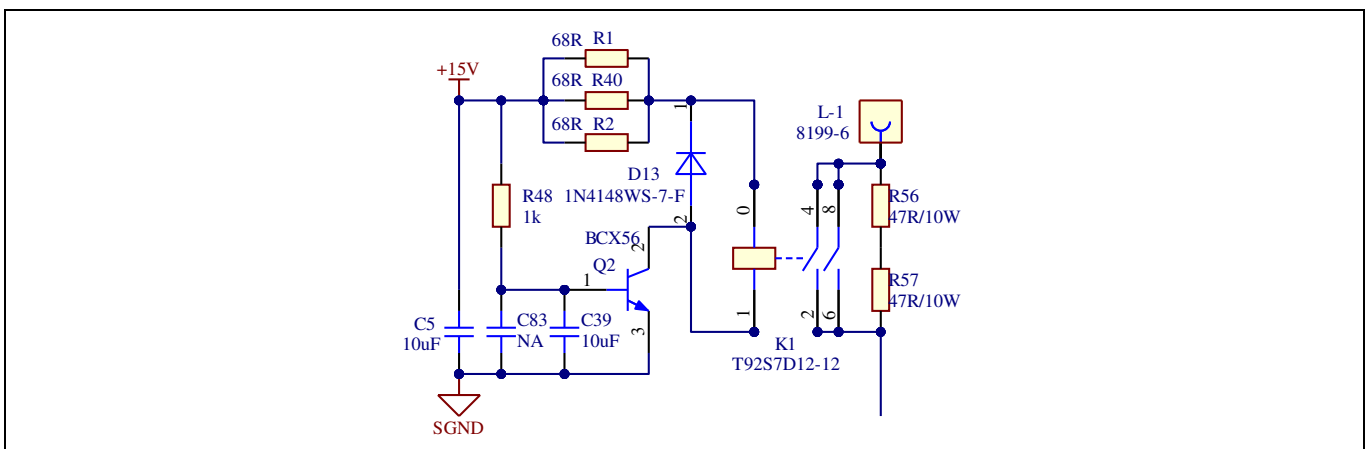 68R R1
+15V
68R R40
68R R2
1
L-1
8199-6
D13
1N4148WS-7-F
R48
1k
2
0
4
8
R56
47R/10W
BCX56
2
Q2
1
3
R57
47R/10W
C5
10uF
C83
NA
C39
10uF
1
2
6
K1
T92S7D12-12
SGND